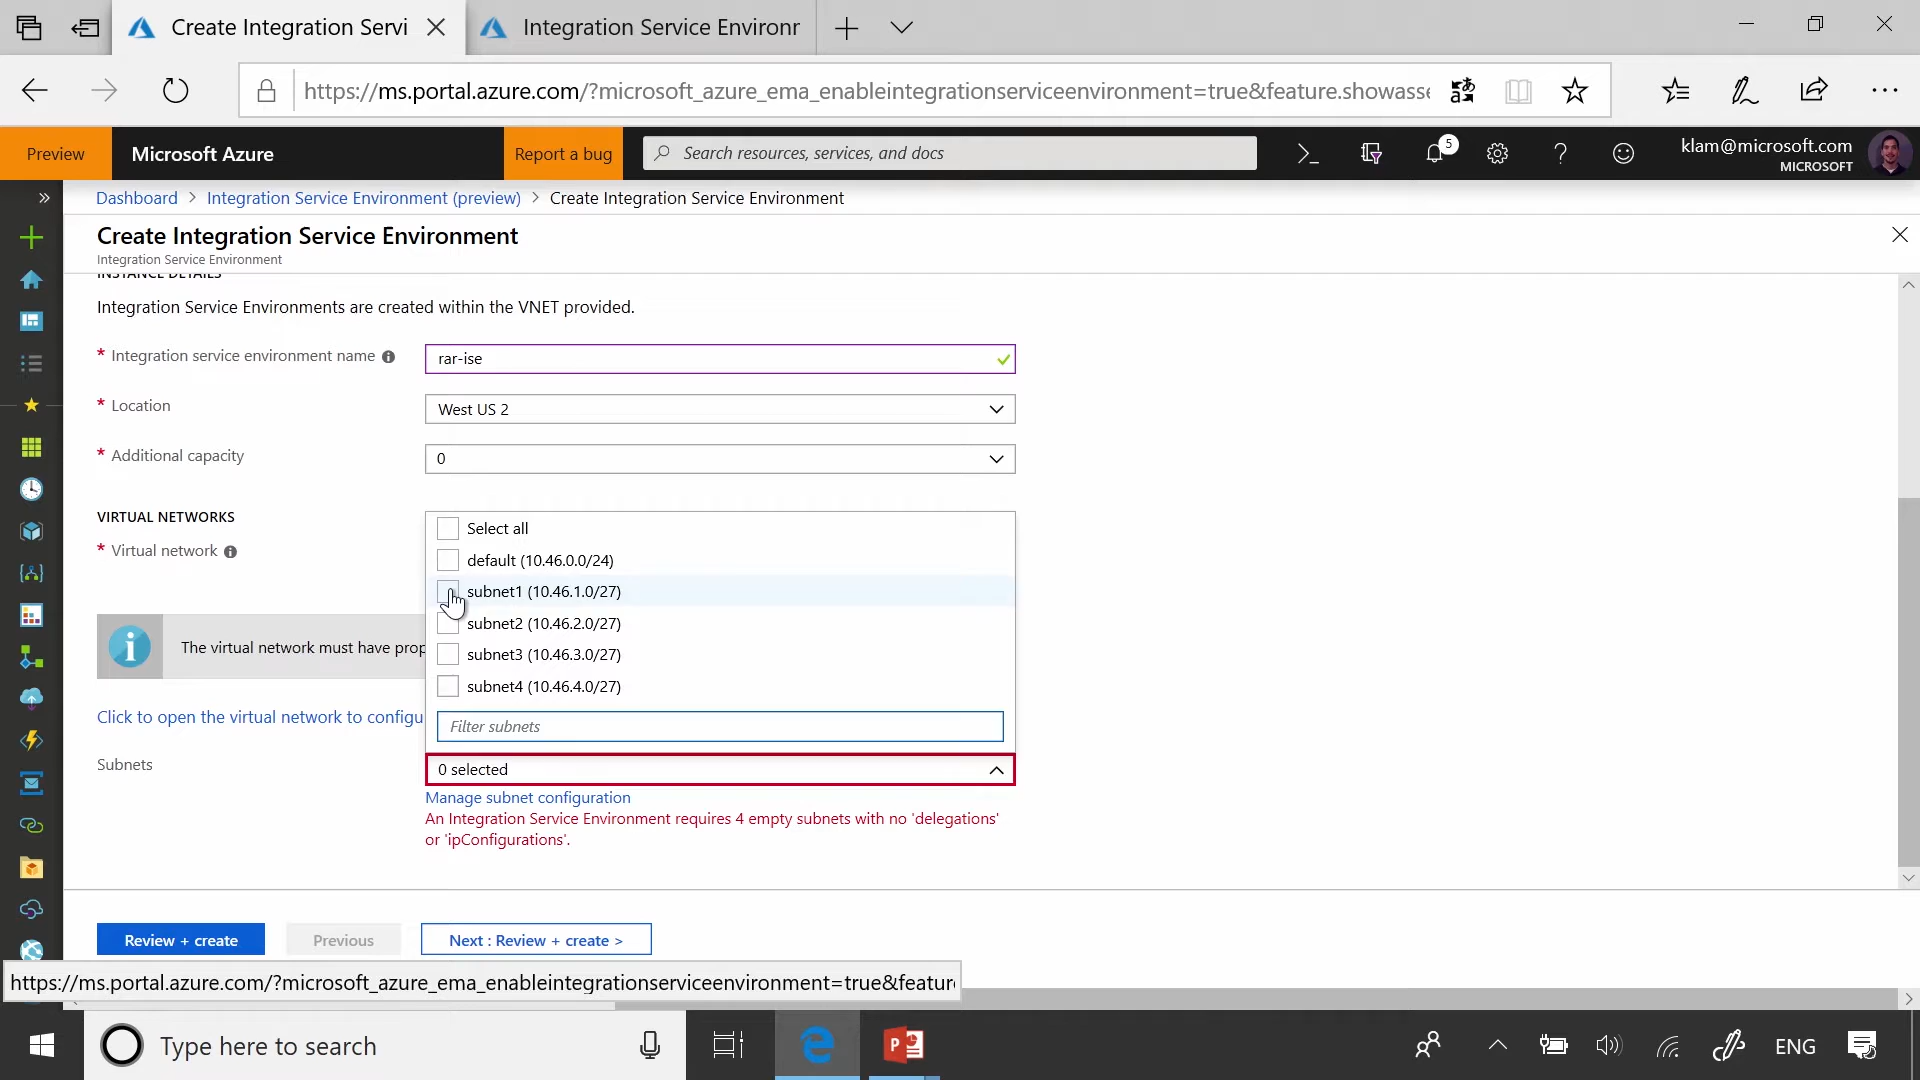 Create Integration Servi
Integration Service Environr
https://ms.portal.azure.com/?microsoft_azure_ema_enableintegrationserviceenvironment=true&feature.showasse
Preview
Microsoft Azure
Report a bug
Search resources, services, and docs
5
klam@microsoft.com
MICROSOFT
Dashboard > Integration Service Environment (preview) > Create Integration Service Environment
Create Integration Service Environment
Integration Service Environment
INSTANCE DETAILS
Integration Service Environments are created within the VNET provided.
* Integration service environment name
rar-ise
* Location
West US 2
* Additional capacity
0
VIRTUAL NETWORKS
* Virtual network
Select all
default (10.46.0.0/24)
subnet1 (10.46.1.0/27)
subnet2 (10.46.2.0/27)
subnet3 (10.46.3.0/27)
subnet4 (10.46.4.0/27)
The virtual network must have prop
Filter subnets
Click to open the virtual network to configu
Subnets
0 selected
Manage subnet configuration
An Integration Service Environment requires 4 empty subnets with no 'delegations'
or 'ipConfigurations'.
Review + create
Previous
Next : Review + create >
https://ms.portal.azure.com/?microsoft_azure_ema_enableintegrationserviceenvironment=true&featur
Type here to search
ENG